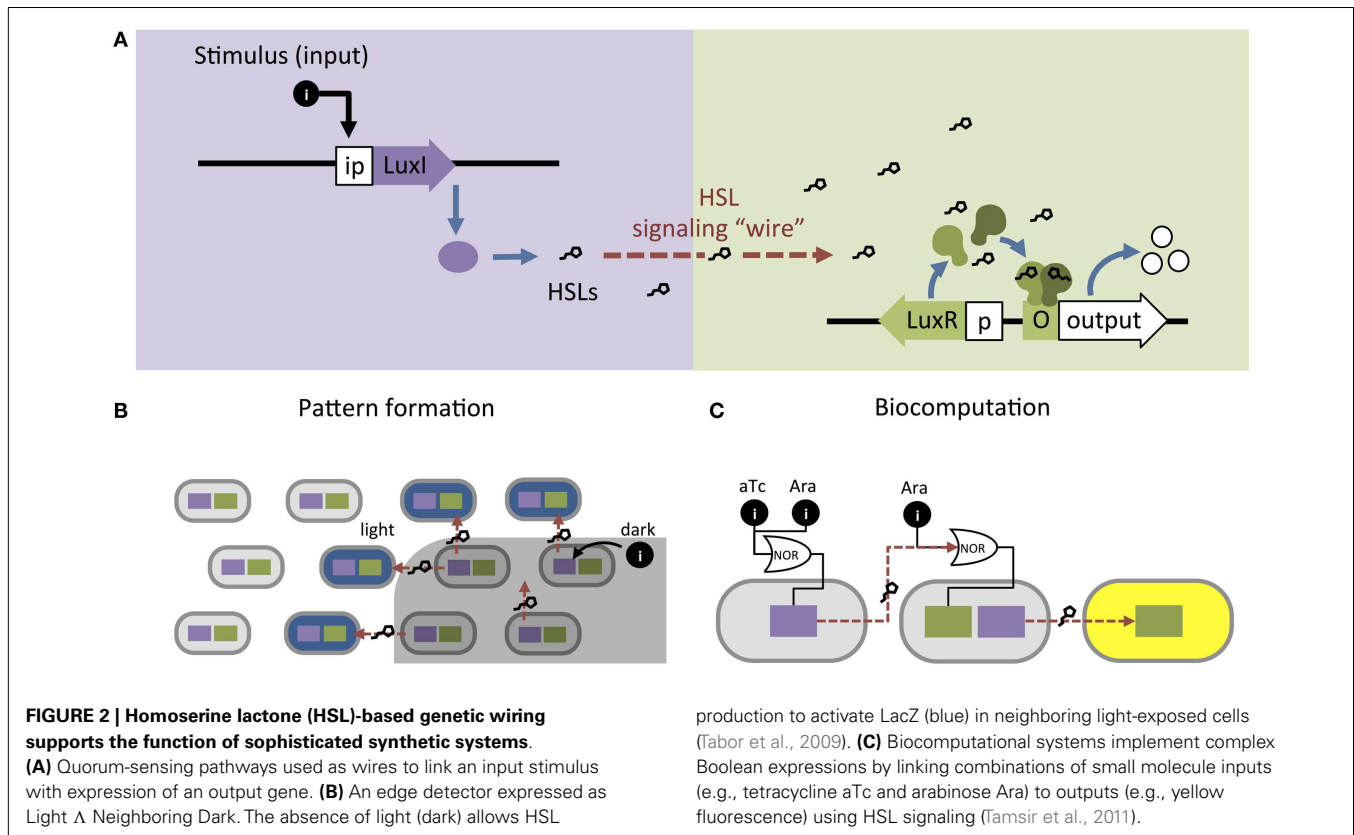 A
Stimulus (input)
i
ip LuxI
HSL
signaling “wire”
HSLs
LuxR p O output
B Pattern formation
light
dark
i
C Biocomputation
aTc Ara Ara
i i i
NOR NOR
FIGURE 2 | Homoserine lactone (HSL)-based genetic wiring
supports the function of sophisticated synthetic systems.
(A) Quorum-sensing pathways used as wires to link an input stimulus
with expression of an output gene. (B) An edge detector expressed as
Light Λ Neighboring Dark. The absence of light (dark) allows HSL
production to activate LacZ (blue) in neighboring light-exposed cells
(Tabor et al., 2009). (C) Biocomputational systems implement complex
Boolean expressions by linking combinations of small molecule inputs
(e.g., tetracycline aTc and arabinose Ara) to outputs (e.g., yellow
fluorescence) using HSL signaling (Tamsir et al., 2011).